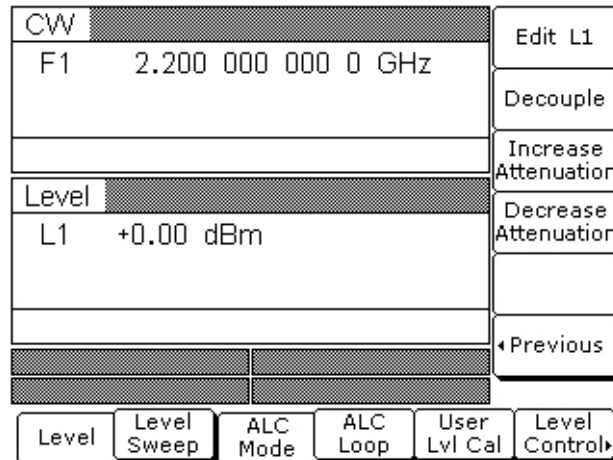 CW
F1 2.200 000 000 0 GHz
Level
L1 +0.00 dBm
Edit L1
Decouple
Increase
Attenuation
Decrease
Attenuation
Previous
Level
Level
Sweep
ALC
Mode
ALC
Loop
User
Lvl Cal
Level
Control